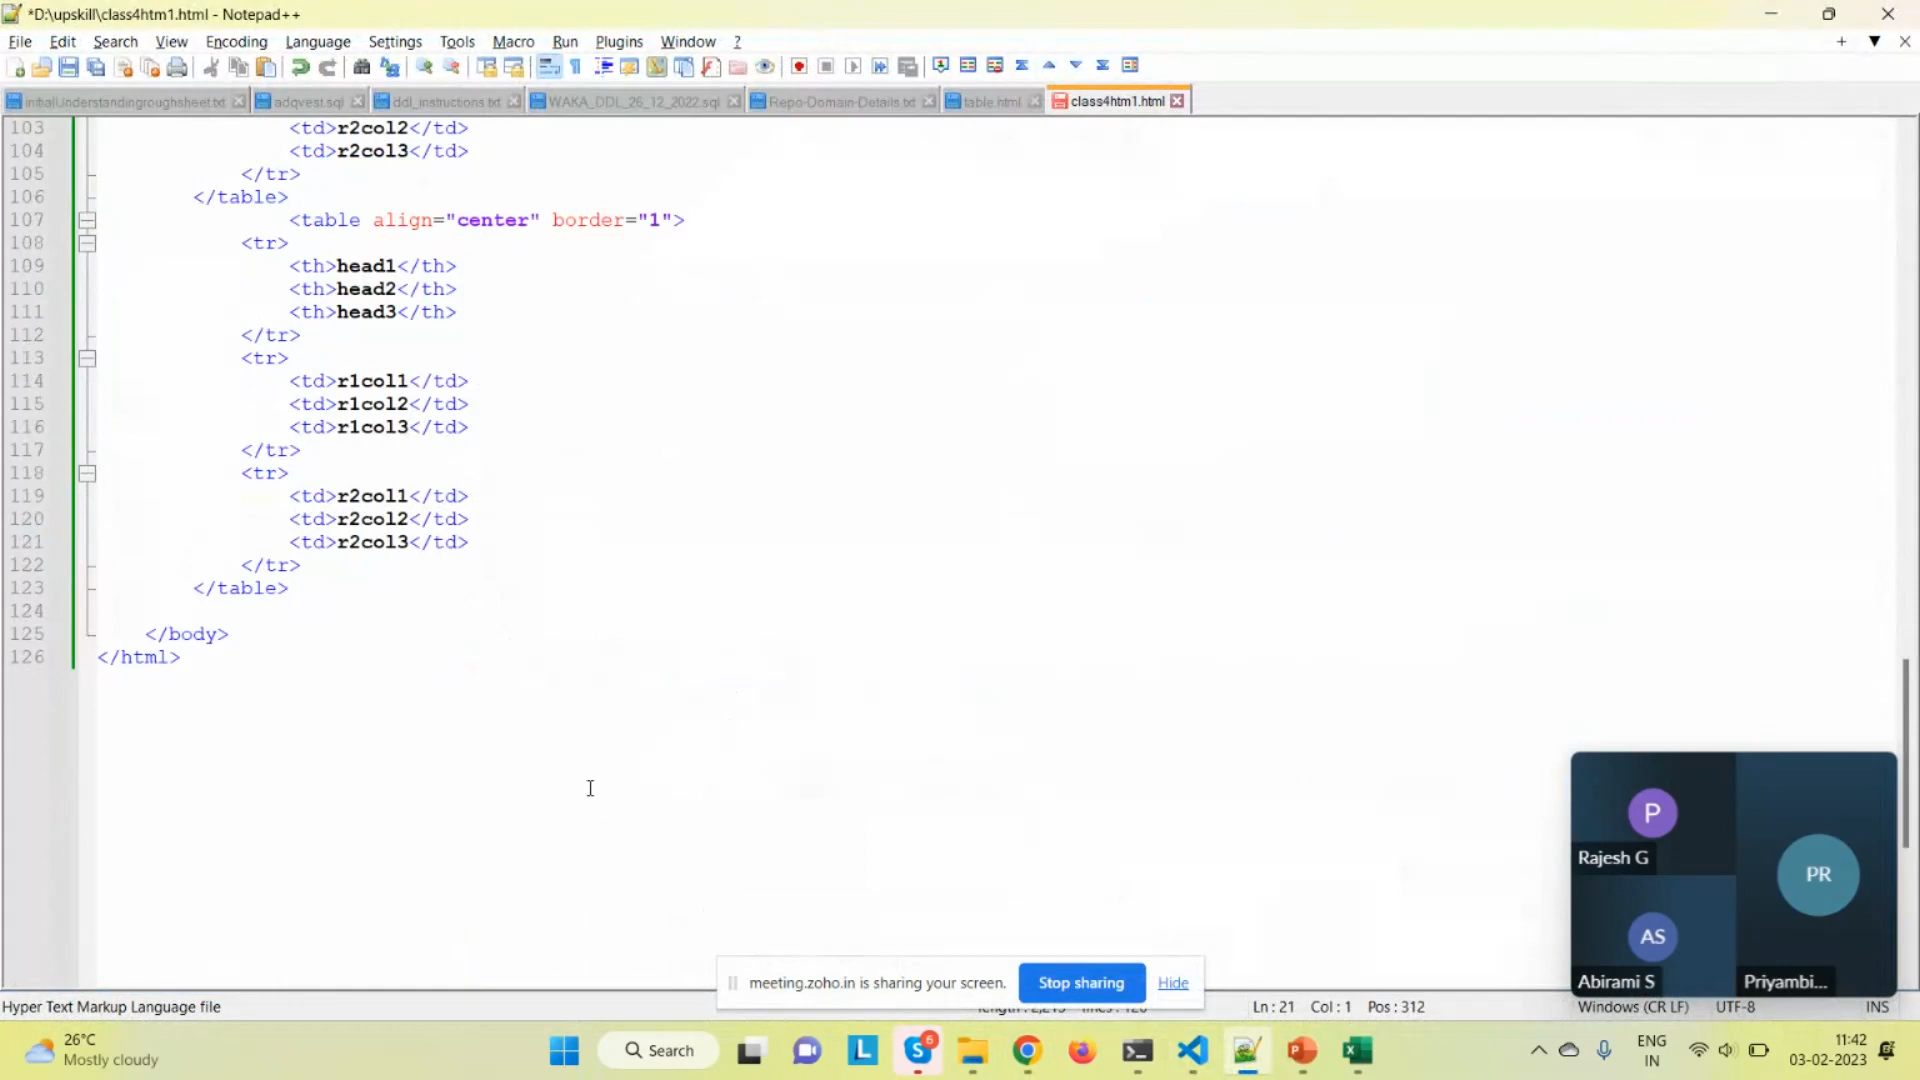 *D:\upskill\class4htm1.html - Notepad++
File Edit Search View Encoding Language Settings Tools Macro Run Plugins Window ?
initialUnderstandingroughsheet.txt adqvest.sql ddl_instructions.txt WAKA_DDL_26_12_2022.sql Repo-Domain-Details.txt table.html class4htm1.html
103 <td>r2col2</td>
104 <td>r2col3</td>
105 </tr>
106 </table>
107 <table align="center" border="1">
108 <tr>
109 <th>head1</th>
110 <th>head2</th>
111 <th>head3</th>
112 </tr>
113 <tr>
114 <td>r1col1</td>
115 <td>r1col2</td>
116 <td>r1col3</td>
117 </tr>
118 <tr>
119 <td>r2col1</td>
120 <td>r2col2</td>
121 <td>r2col3</td>
122 </tr>
123 </table>
124
125 </body>
126 </html>
P
Rajesh G
PR
AS
Abirami S
Priyambi...
meeting.zoho.in is sharing your screen. Stop sharing Hide
Hyper Text Markup Language file Ln:21 Col:1 Pos:312 Windows (CR LF) UTF-8 INS
26°C
Mostly cloudy
Search
6
ENG
IN
11:42
03-02-2023